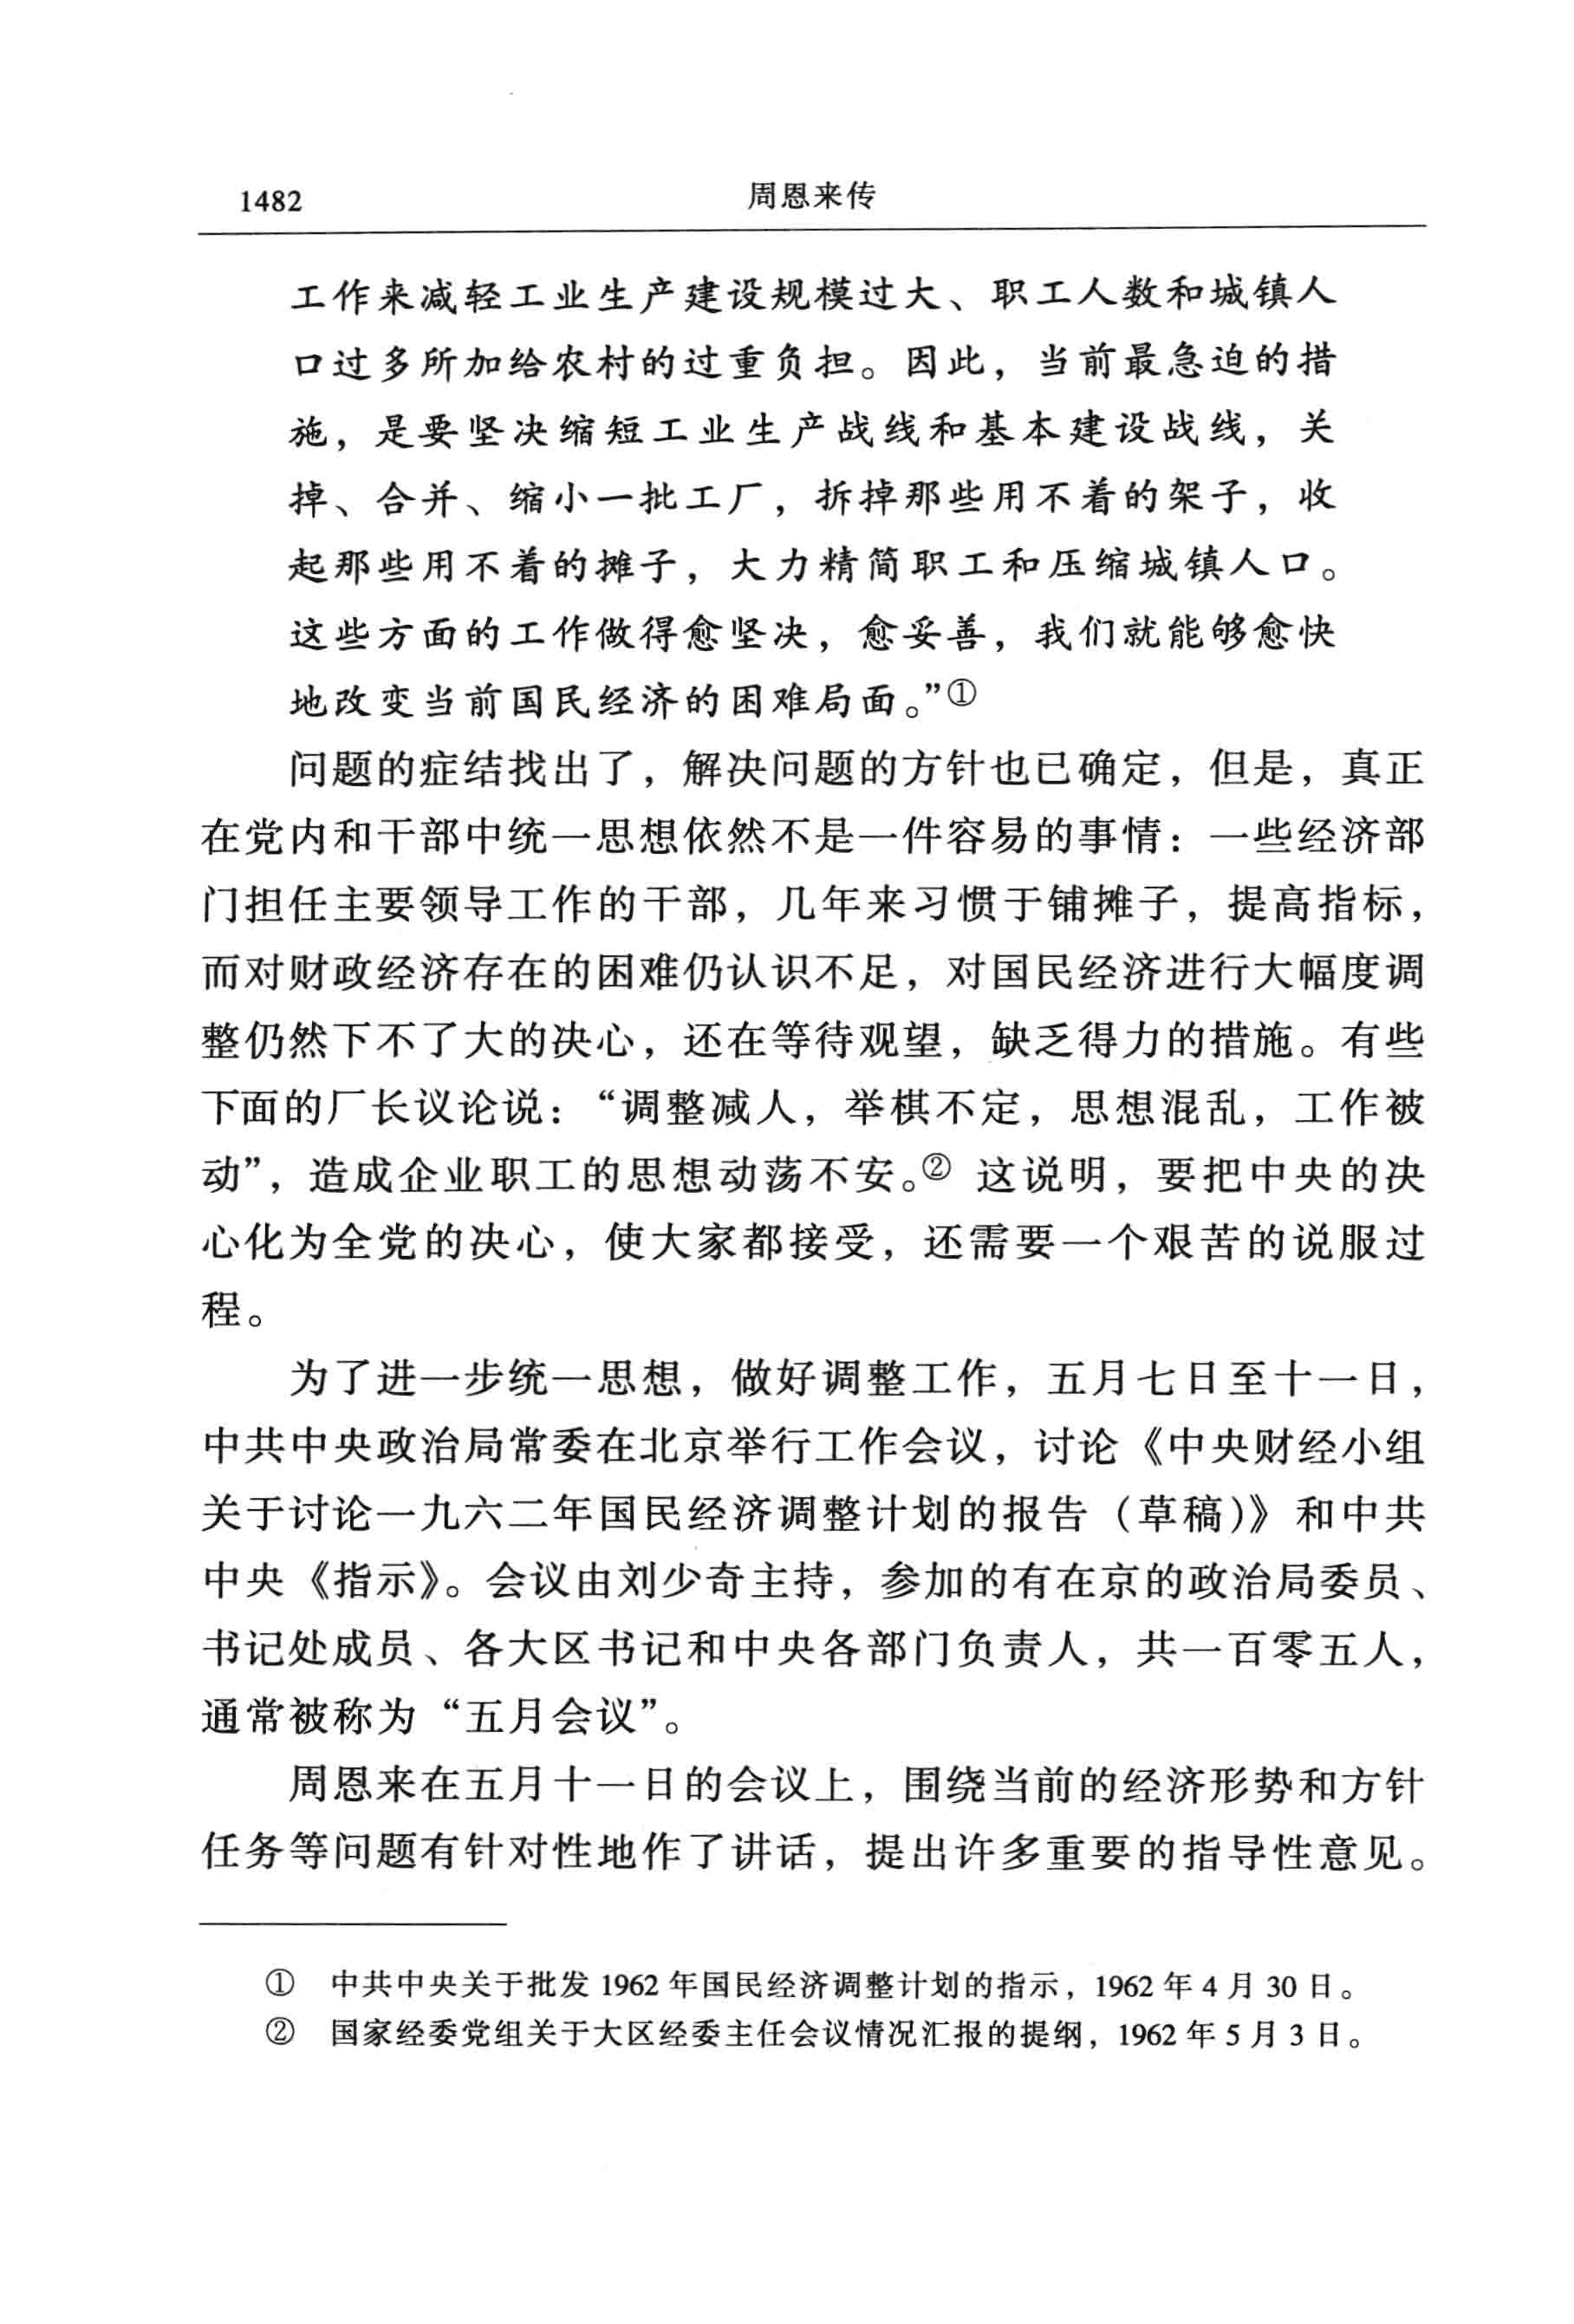 1482
周恩来传
工作来减轻工业生产建设规模过大、职工人数和城镇人
口过多所加给农村的过重负担。因此，当前最急迫的措
施，是要坚决缩短工业生产战线和基本建设战线，关
掉、合并、缩小一批工厂，拆掉那些用不着的架子，收
起那些用不着的摊子，大力精简职工和压缩城镇人口。
这些方面的工作做得愈坚决，愈妥善，我们就能够愈快
地改变当前国民经济的困难局面。”①
问题的症结找出了，解决问题的方针也已确定，但是，真正
在党内和干部中统一思想依然不是一件容易的事情：一些经济部
门担任主要领导工作的干部，几年来习惯于铺摊子，提高指标，
而对财政经济存在的困难仍认识不足，对国民经济进行大幅度调
整仍然下不了大的决心，还在等待观望，缺乏得力的措施。有些
下面的厂长议论说：“调整减人，举棋不定，思想混乱，工作被
动”，造成企业职工的思想动荡不安。② 这说明，要把中央的决
心化为全党的决心，使大家都接受，还需要一个艰苦的说服过
程。
为了进一步统一思想，做好调整工作，五月七日至十一日，
中共中央政治局常委在北京举行工作会议，讨论《中央财经小组
关于讨论一九六二年国民经济调整计划的报告（草稿）》和中共
中央《指示》。会议由刘少奇主持，参加的有在京的政治局委员、
书记处成员、各大区书记和中央各部门负责人，共一百零五人，
通常被称为“五月会议”。
周恩来在五月十一日的会议上，围绕当前的经济形势和方针
任务等问题有针对性地作了讲话，提出许多重要的指导性意见。
① 中共中央关于批发 1962 年国民经济调整计划的指示，1962 年 4 月 30 日。
② 国家经委党组关于大区经委主任会议情况汇报的提纲，1962 年 5 月 3 日。